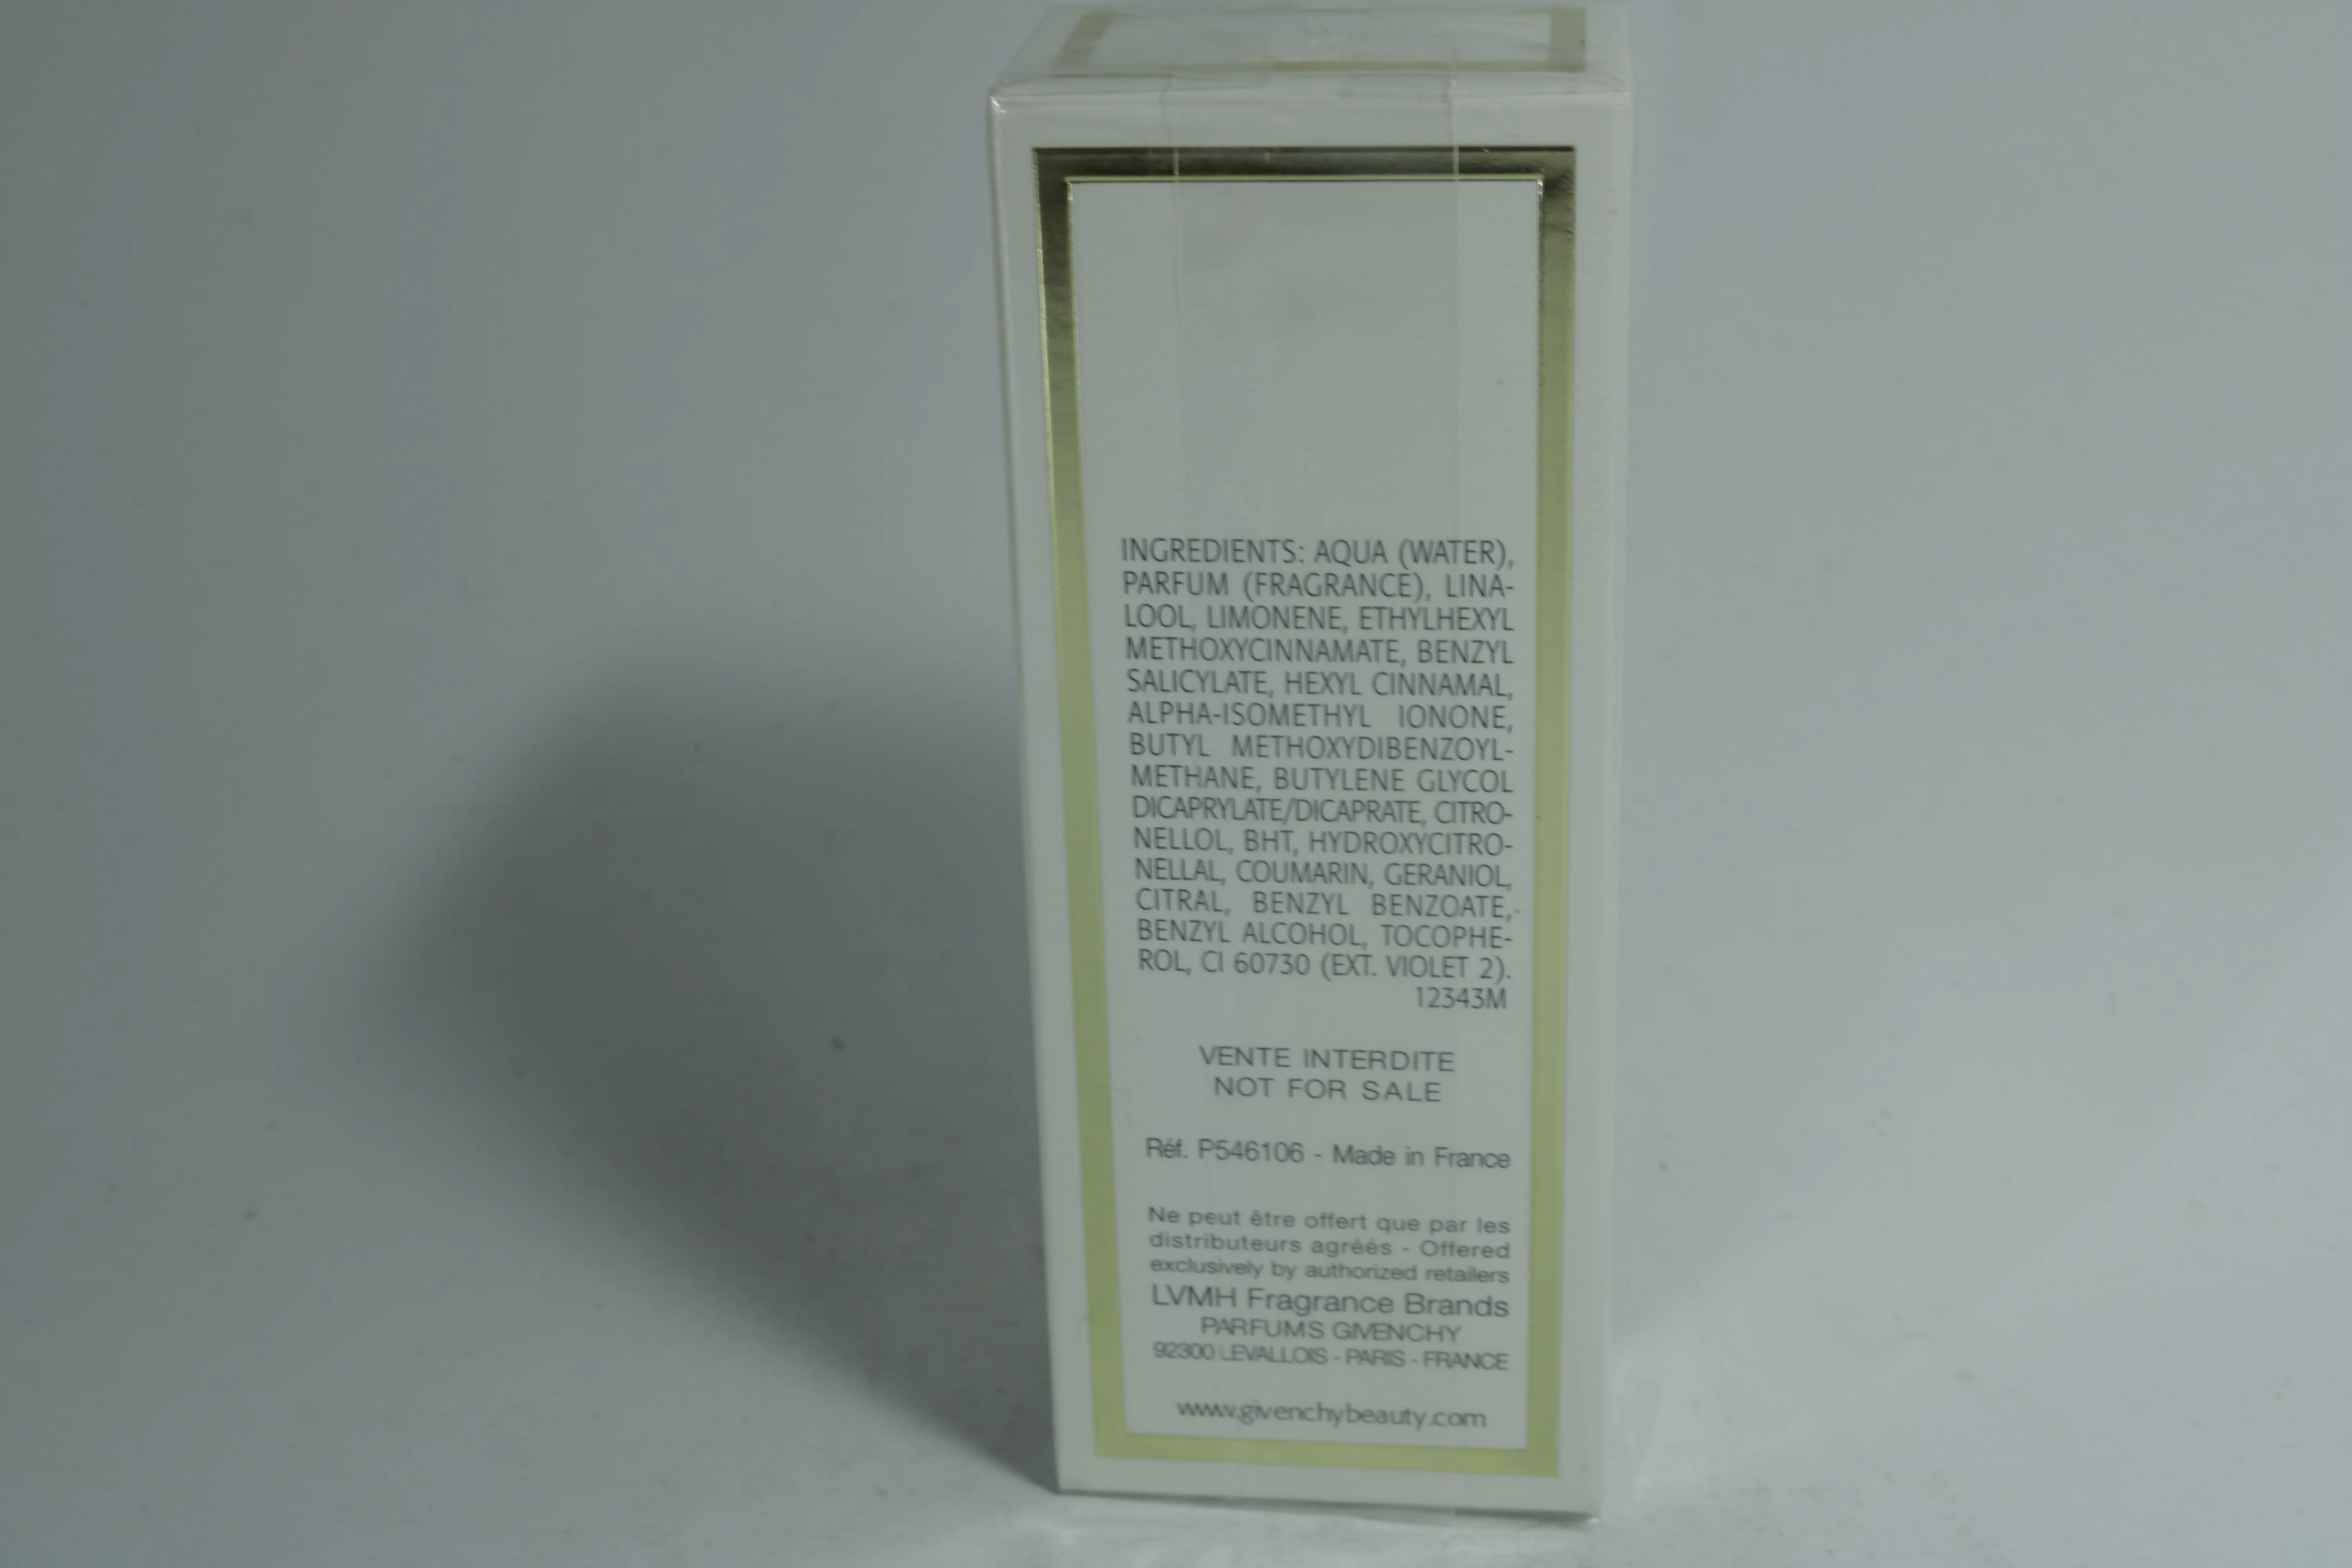 INGREDIENTS: AQUA (WATER),
PARFUM (FRAGRANCE), LINA-
LOOL, LIMONENE, ETHYLHEXYL
METHOXYCINNAMATE, BENZYL
SALICYLATE, HEXYL CINNAMAL,
ALPHA-ISOMETHYL IONONE,
BUTYL METHOXYDIBENZOYL-
METHANE, BUTYLENE GLYCOL
DICAPRYLATE/DICAPRATE, CITRO-
NELLOL, BHT, HYDROXYCITRO-
NELLAL, COUMARIN, GERANIOL,
CITRAL, BENZYL BENZOATE,
BENZYL ALCOHOL, TOCOPHE-
ROL, CI 60730 (EXT. VIOLET 2).
12343M
VENTE INTERDITE
NOT FOR SALE
Réf. P546106 - Made in France
Ne peut être offert que par les
distributeurs agréés - Offered
exclusively by authorized retailers
LVMH Fragrance Brands
PARFUMS GIVENCHY
92300 LEVALLOIS - PARIS - FRANCE
www.givenchybeauty.com